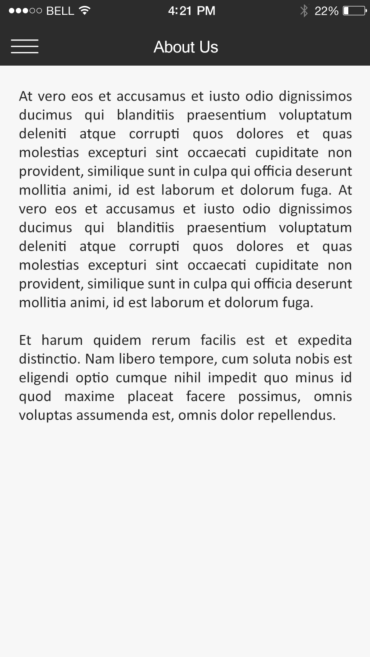 BELL 4:21 PM 22%
About Us
At vero eos et accusamus et iusto odio dignissimos
ducimus qui blanditiis praesentium voluptatum
deleniti atque corrupti quos dolores et quas
molestias excepturi sint occaecati cupiditate non
provident, similique sunt in culpa qui officia deserunt
mollitia animi, id est laborum et dolorum fuga. At
vero eos et accusamus et iusto odio dignissimos
ducimus qui blanditiis praesentium voluptatum
deleniti atque corrupti quos dolores et quas
molestias excepturi sint occaecati cupiditate non
provident, similique sunt in culpa qui officia deserunt
mollitia animi, id est laborum et dolorum fuga.
Et harum quidem rerum facilis est et expedita
distinctio. Nam libero tempore, cum soluta nobis est
eligendi optio cumque nihil impedit quo minus id
quod maxime placeat facere possimus, omnis
voluptas assumenda est, omnis dolor repellendus.